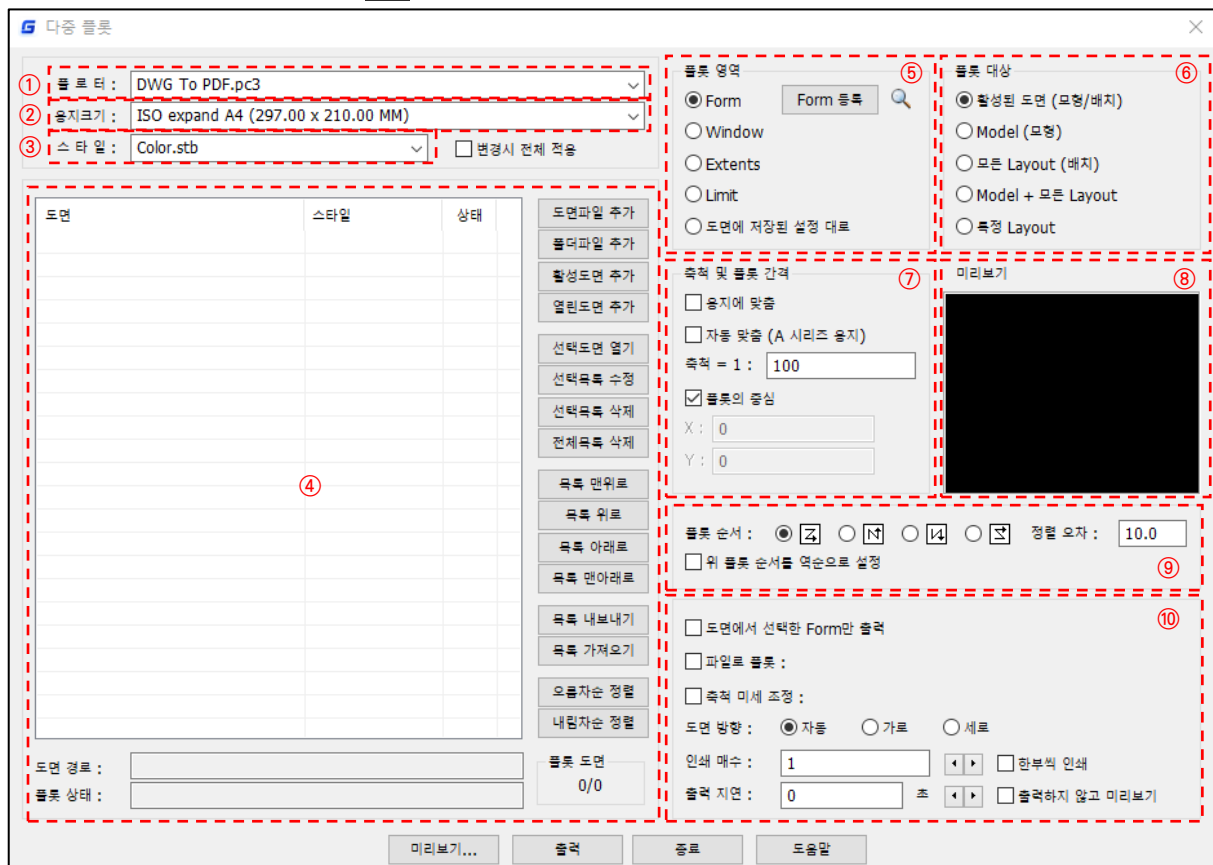 다중 플롯
① 플 로 터 : DWG To PDF.pc3
② 용지크기 : ISO expand A4 (297.00 x 210.00 MM)
③ 스 타 일 : Color.stb 변경시 전체 적용
도면 스타일 상태
④
도면파일 추가
폴더파일 추가
활성도면 추가
열린도면 추가
선택도면 열기
선택목록 수정
선택목록 삭제
전체목록 삭제
목록 맨위로
목록 위로
목록 아래로
목록 맨아래로
목록 내보내기
목록 가져오기
오름차순 정렬
내림차순 정렬
도면 경로 :
플롯 상태 :
플롯 도면
0/0
플롯 영역 ⑤
Form Form 등록
Window
Extents
Limit
도면에 저장된 설정 대로
플롯 대상 ⑥
활성된 도면 (모형/배치)
Model (모형)
모든 Layout (배치)
Model + 모든 Layout
특정 Layout
축척 및 플롯 간격 ⑦
용지에 맞춤
자동 맞춤 (A 시리즈 용지)
축척 = 1 : 100
플롯의 중심
X : 0
Y : 0
미리보기 ⑧
플롯 순서 : 정렬 오차 : 10.0
위 플롯 순서를 역순으로 설정 ⑨
⑩
도면에서 선택한 Form만 출력
파일로 플롯 :
축척 미세 조정 :
도면 방향 : 자동 가로 세로
인쇄 매수 : 1 한부씩 인쇄
출력 지연 : 0 초 출력하지 않고 미리보기
미리보기... 출력 종료 도움말